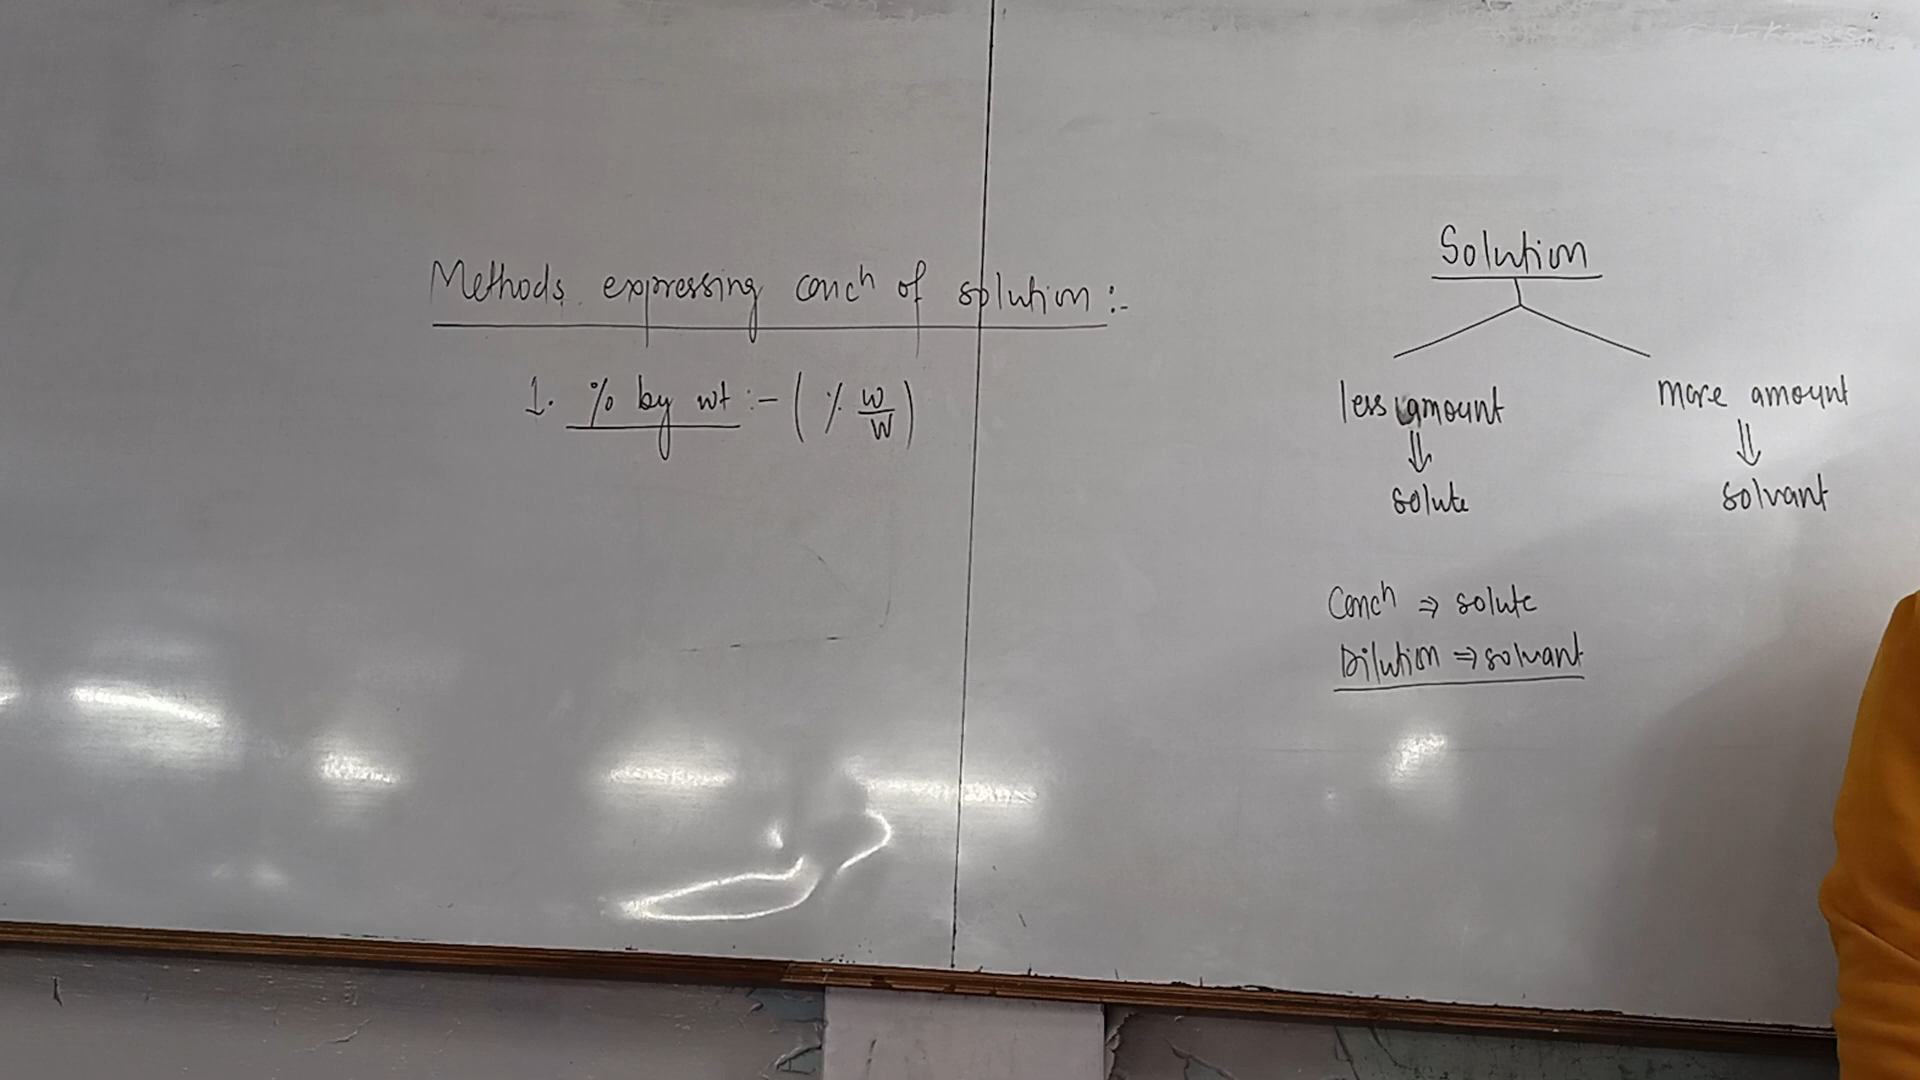 Methods expressing concn of solution :-
1. % by wt :- ( % w/W )
Solution
less amount
more amount
⇓
⇓
solute
solvant
Concn ⇒ solute
Dilution ⇒ solvant